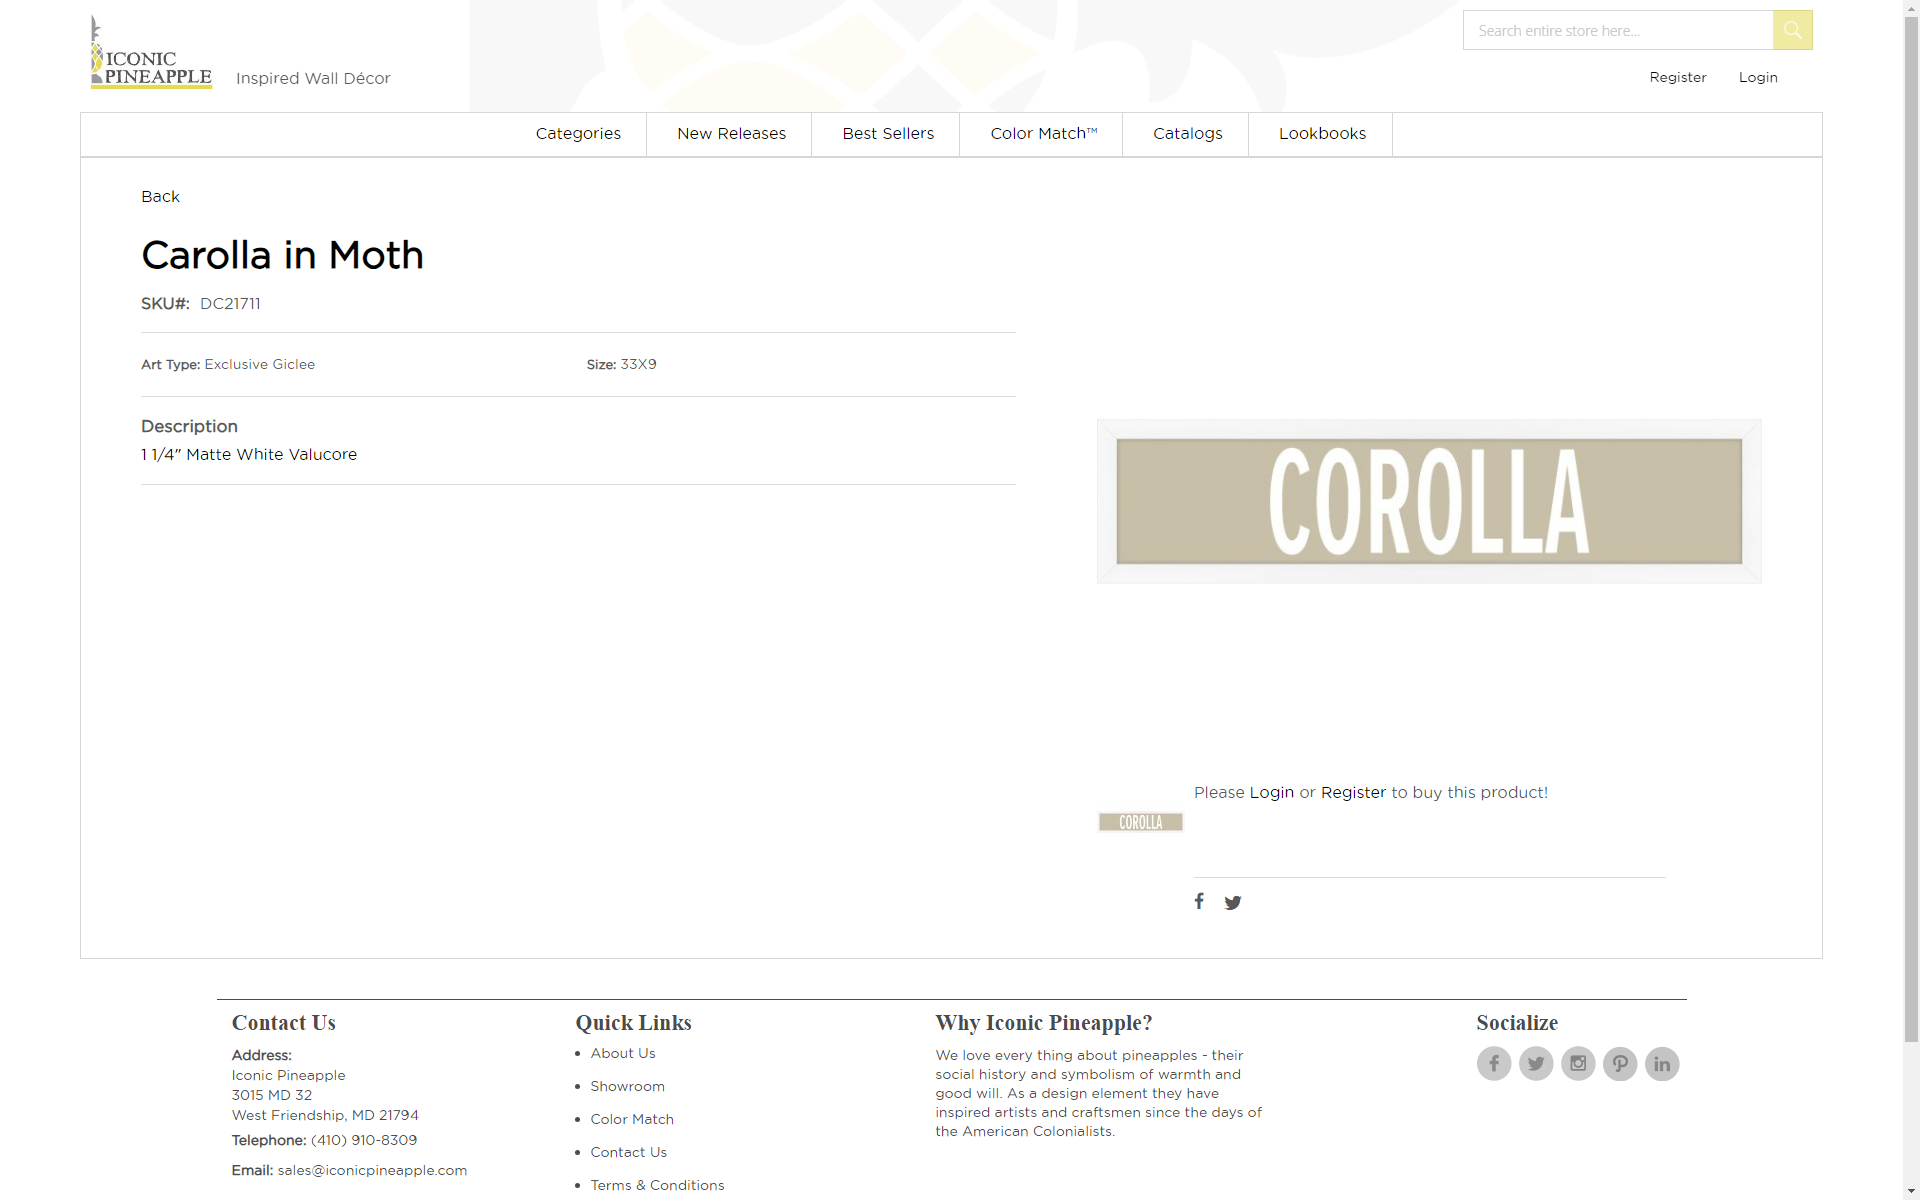 ICONIC
PINEAPPLE
Inspired Wall Décor
Search entire store here...
Register
Login
Categories
New Releases
Best Sellers
Color Match™
Catalogs
Lookbooks
Back
Carolla in Moth
SKU#: DC21711
Art Type: Exclusive Giclee
Size: 33X9
Description
1 1/4" Matte White Valucore
COROLLA
Please Login or Register to buy this product!
COROLLA
Contact Us
Address:
Iconic Pineapple
3015 MD 32
West Friendship, MD 21794
Telephone: (410) 910-8309
Email: sales@iconicpineapple.com
Quick Links
About Us
Showroom
Color Match
Contact Us
Terms & Conditions
Why Iconic Pineapple?
We love every thing about pineapples - their
social history and symbolism of warmth and
good will. As a design element they have
inspired artists and craftsmen since the days of
the American Colonialists.
Socialize